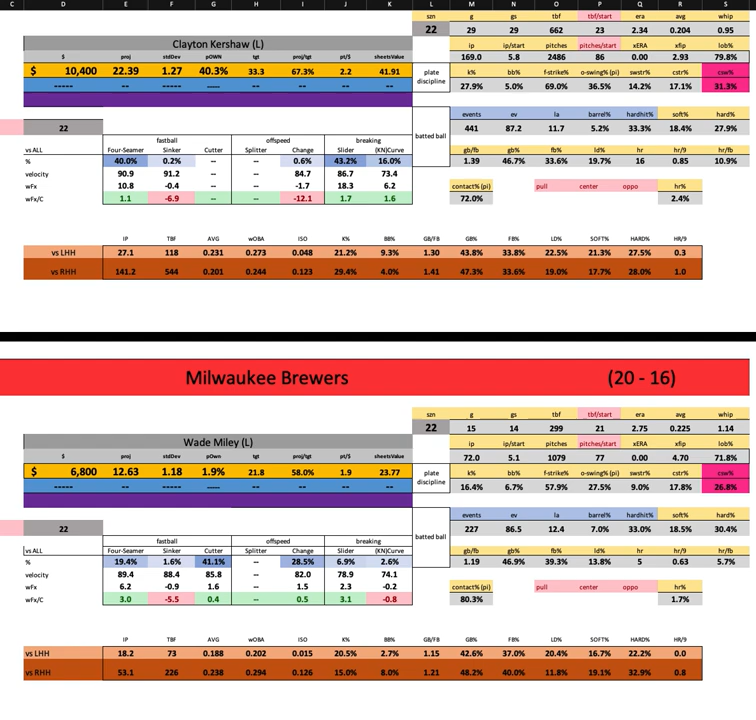 C D E F G H I J K L M N O P Q R S
szn g gs tbf tbf/start era avg whip
22 29 29 662 23 2.34 0.204 0.95
Clayton Kershaw (L) ip ip/start pitches pitches/start xERA xfip lob%
$ proj stdDev pOWN tgt proj/tgt pt/$ sheetsValue 169.0 5.8 2486 86 0.00 2.93 79.8%
$ 10,400 22.39 1.27 40.3% 33.3 67.3% 2.2 41.91 plate discipline k% bb% f-strike% o-swing% (pi) swstr% cstr% csw%
----- -- ----- ---- -- -- -- -- 27.9% 5.0% 69.0% 36.5% 14.2% 17.1% 31.3%
batted ball events ev la barrel% hardhit% soft% hard%
22 441 87.2 11.7 5.2% 33.3% 18.4% 27.9%
fastball offspeed breaking
vs ALL Four-Seamer Sinker Cutter Splitter Change Slider (KN)Curve gb/fb gb% fb% ld% hr hr/9 hr/fb
% 40.0% 0.2% -- -- 0.6% 43.2% 16.0% 1.39 46.7% 33.6% 19.7% 16 0.85 10.9%
velocity 90.9 91.2 -- -- 84.7 86.7 73.4
wFx 10.8 -0.4 -- -- -1.7 18.3 6.2 contact% (pi) pull center oppo hr%
wFx/C 1.1 -6.9 -- -- -12.1 1.7 1.6 72.0% 2.4%
IP TBF AVG wOBA ISO K% BB% GB/FB GB% FB% LD% SOFT% HARD% HR/9
vs LHH 27.1 118 0.231 0.273 0.048 21.2% 9.3% 1.30 43.8% 33.8% 22.5% 21.3% 27.5% 0.3
vs RHH 141.2 544 0.201 0.244 0.123 29.4% 4.0% 1.41 47.3% 33.6% 19.0% 17.7% 28.0% 1.0
Milwaukee Brewers (20 - 16)
szn g gs tbf tbf/start era avg whip
22 15 14 299 21 2.75 0.225 1.14
Wade Miley (L) ip ip/start pitches pitches/start xERA xfip lob%
$ proj stdDev pOwn tgt proj/tgt pt/$ sheetsValue 72.0 5.1 1079 77 0.00 4.70 71.8%
$ 6,800 12.63 1.18 1.9% 21.8 58.0% 1.9 23.77 plate discipline k% bb% f-strike% o-swing% (pi) swstr% cstr% csw%
----- -- ----- ---- -- -- -- -- 16.4% 6.7% 57.9% 27.5% 9.0% 17.8% 26.8%
batted ball events ev la barrel% hardhit% soft% hard%
22 227 86.5 12.4 7.0% 33.0% 18.5% 30.4%
fastball offspeed breaking
vs ALL Four-Seamer Sinker Cutter Splitter Change Slider (KN)Curve gb/fb gb% fb% ld% hr hr/9 hr/fb
% 19.4% 1.6% 41.1% -- 28.5% 6.9% 2.6% 1.19 46.9% 39.3% 13.8% 5 0.63 5.7%
velocity 89.4 88.4 85.8 82.0 78.9 74.1
wFx 6.2 -0.9 1.6 -- 1.5 2.3 -0.2 contact% (pi) pull center oppo hr%
wFx/C 3.0 -5.5 0.4 -- 0.5 3.1 -0.8 80.3% 1.7%
IP TBF AVG wOBA ISO K% BB% GB/FB GB% FB% LD% SOFT% HARD% HR/9
vs LHH 18.2 73 0.188 0.202 0.015 20.5% 2.7% 1.15 42.6% 37.0% 20.4% 16.7% 22.2% 0.0
vs RHH 53.1 226 0.238 0.294 0.126 15.0% 8.0% 1.21 48.2% 40.0% 11.8% 19.1% 32.9% 0.8